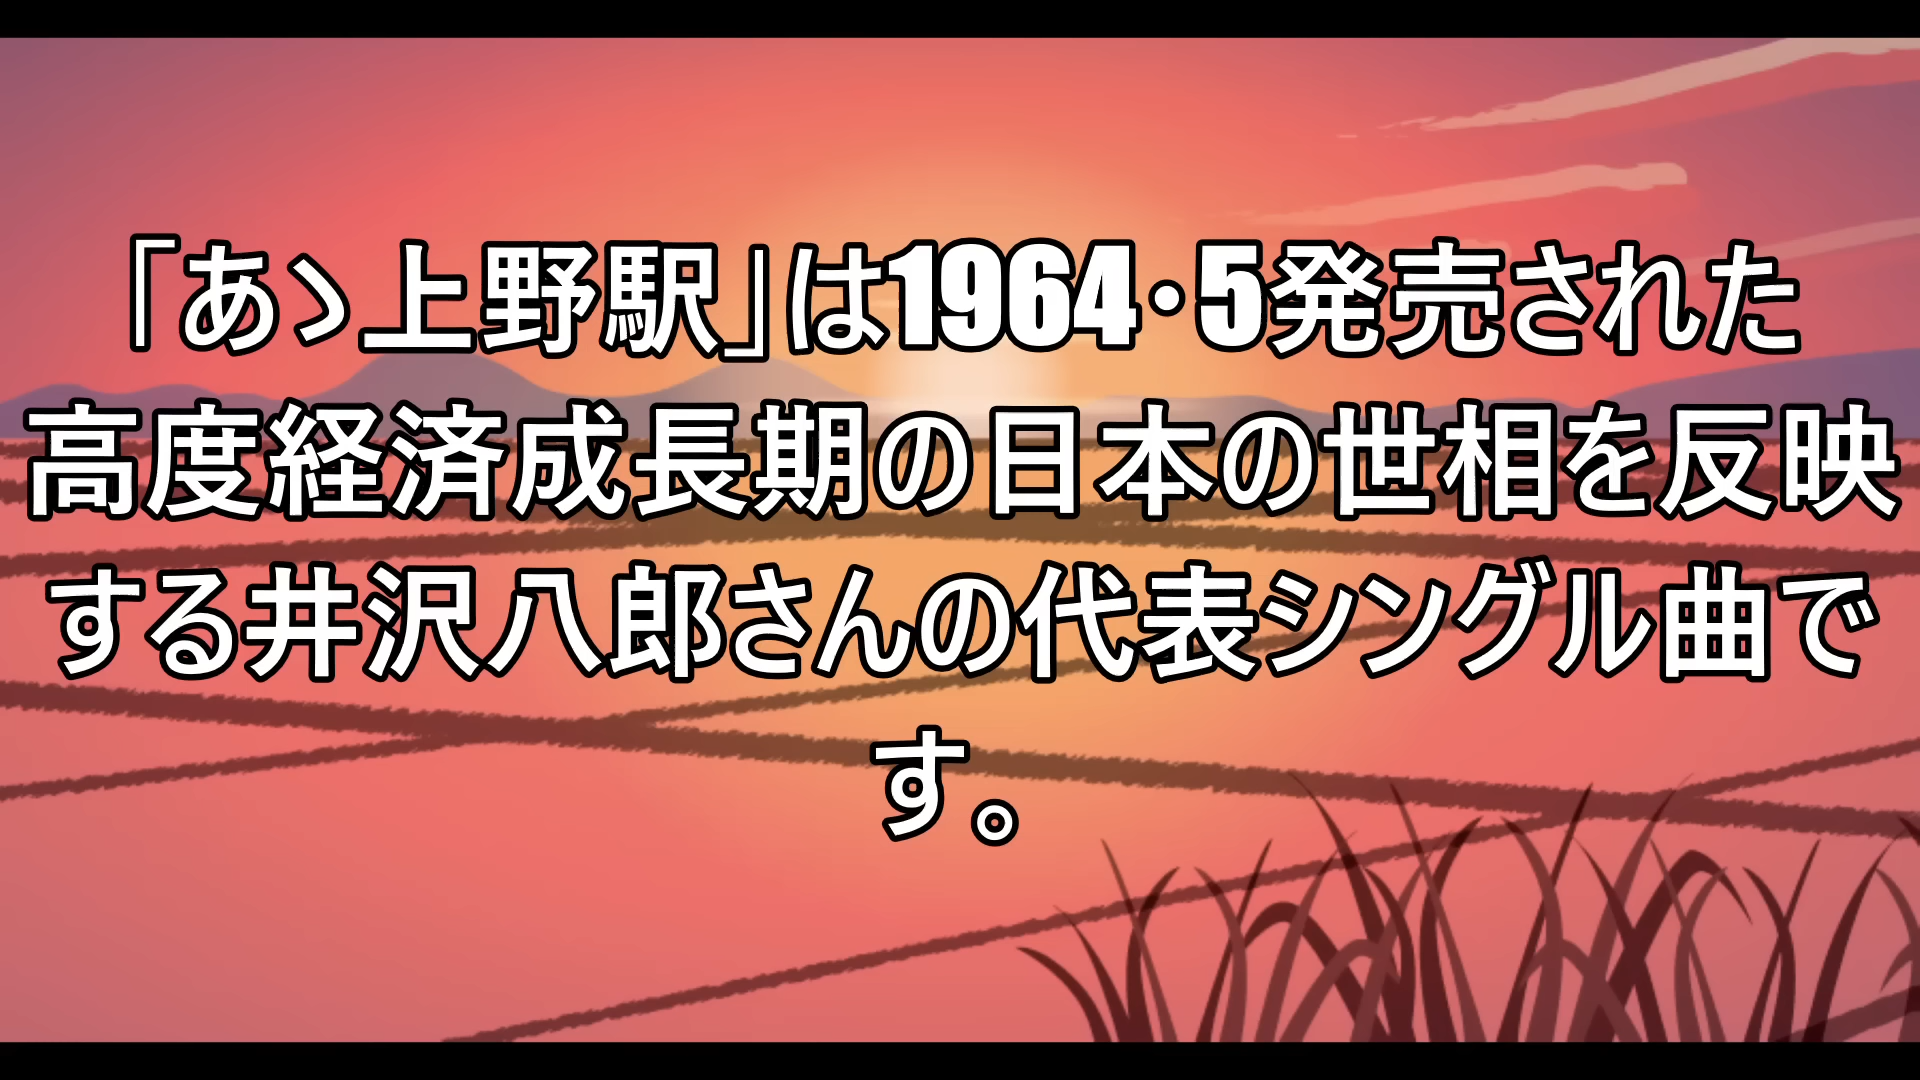 「あゝ上野駅」は1964・5発売された
高度経済成長期の日本の世相を反映
する井沢八郎さんの代表シングル曲で
す。